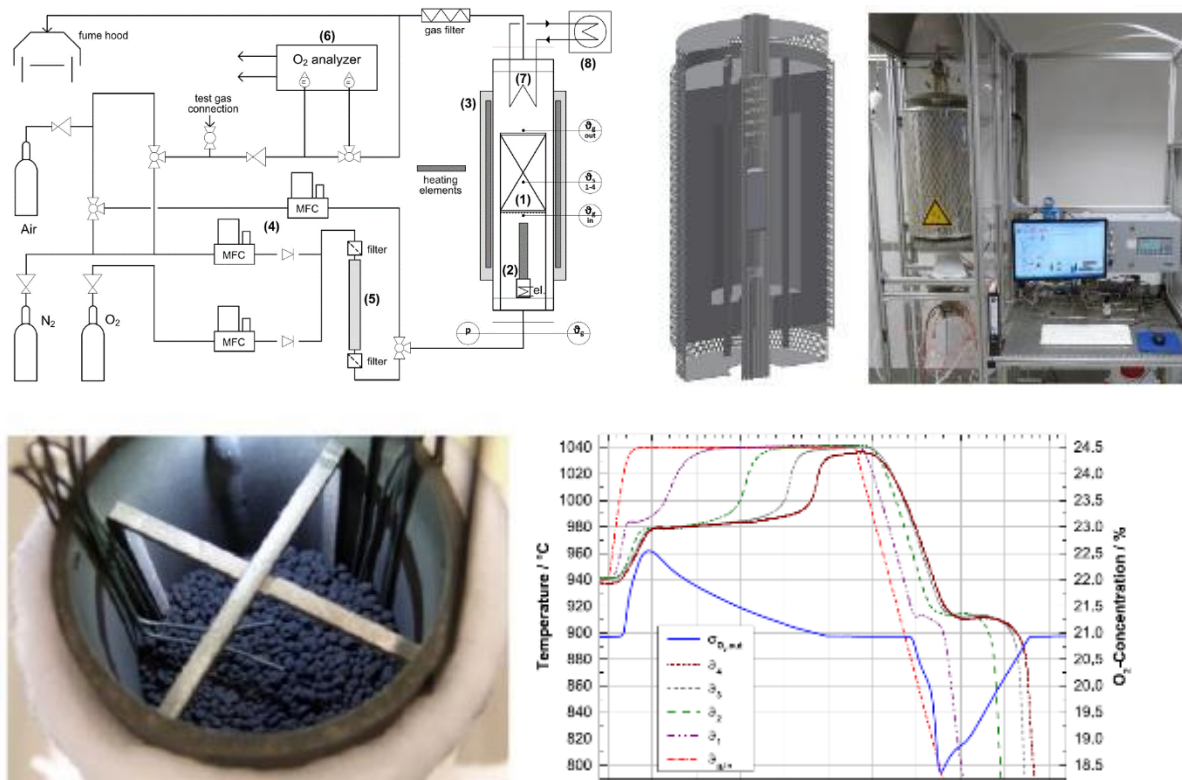 fume hood
gas filter
(6)
O₂ analyzer
(8)
test gas
connection
(7)
(3)
ϑg
out
heating
elements
ϑs
1-4
(1)
ϑg
in
Air
MFC
(4)
MFC
filter
(2)
el.
(5)
N₂
O₂
MFC
filter
p
ϑg
1040
1020
1000
980
960
940
920
900
880
860
840
820
800
Temperature / °C
24.5
24.0
23.5
23.0
22.5
22.0
21.5
21.0
20.5
20.0
19.5
19.0
18.5
O₂-Concentration / %